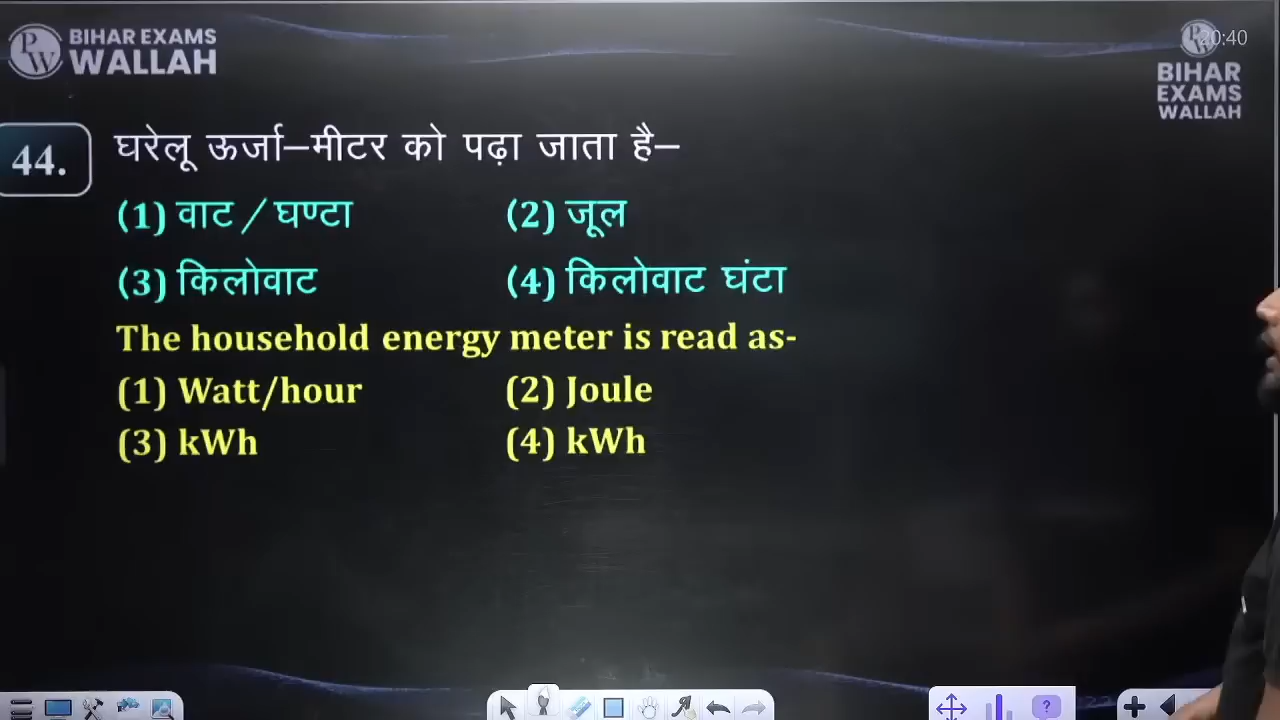 BIHAR EXAMS
WALLAH
20:40
BIHAR
EXAMS
WALLAH
44. घरेलू ऊर्जा–मीटर को पढ़ा जाता है–
(1) वाट / घण्टा (2) जूल
(3) किलोवाट (4) किलोवाट घंटा
The household energy meter is read as-
(1) Watt/hour (2) Joule
(3) kWh (4) kWh